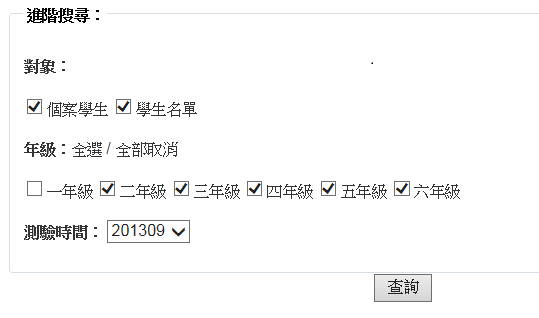 進階搜尋：
對象：
個案學生 學生名單
年級：全選 / 全部取消
一年級 二年級 三年級 四年級 五年級 六年級
測驗時間： 201309
查詢